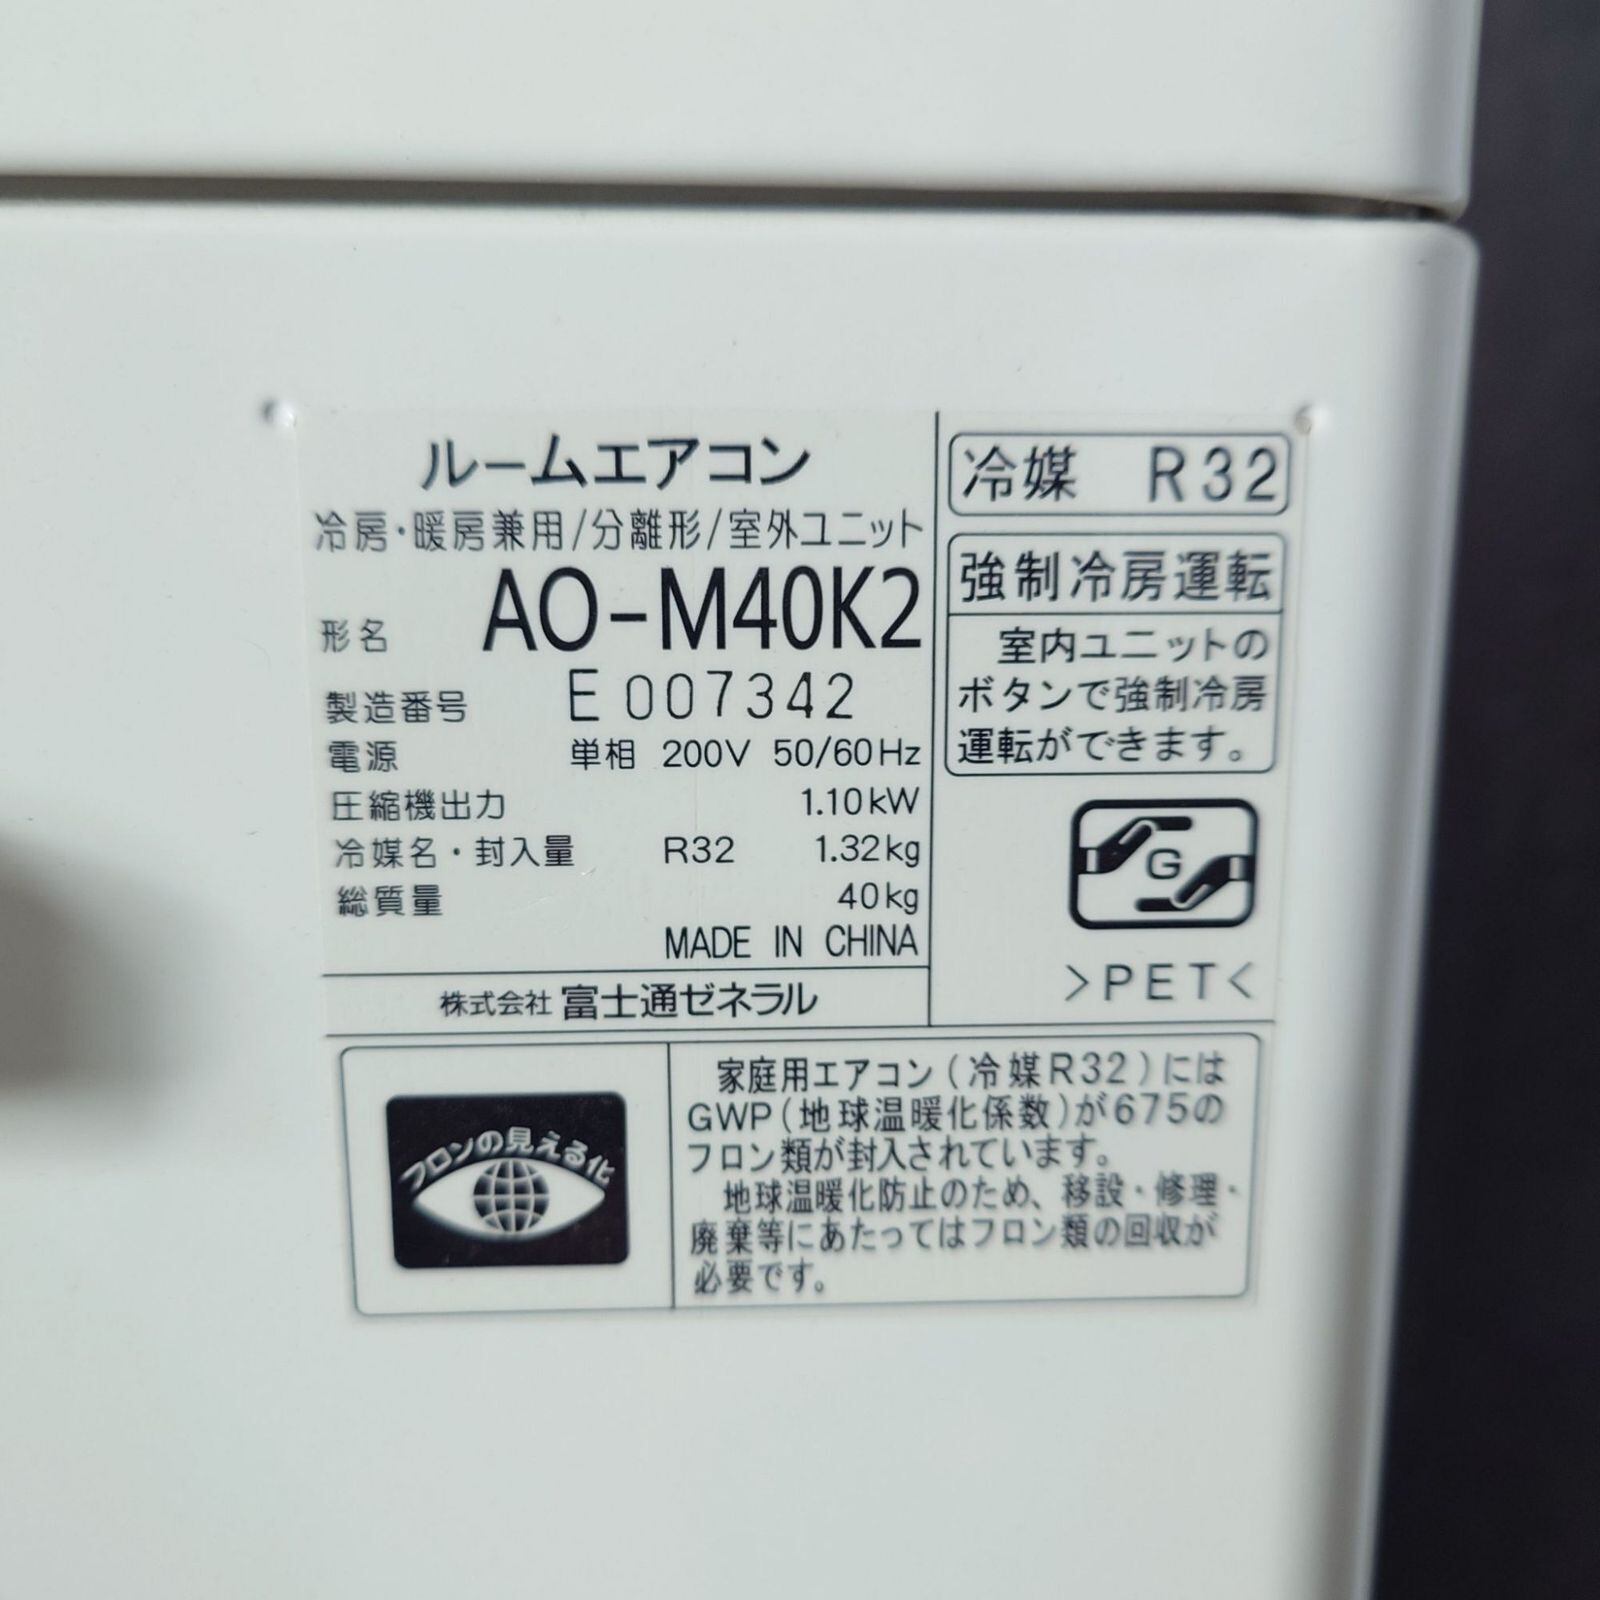 ルームエアコン
冷房・暖房兼用/分離形/室外ユニット
形名 AO-M40K2
製造番号 E 007342
電源 単相 200V 50/60Hz
圧縮機出力 1.10kW
冷媒名・封入量 R32 1.32kg
総質量 40kg
MADE IN CHINA
株式会社 富士通ゼネラル
冷媒 R32
強制冷房運転
室内ユニットの
ボタンで強制冷房
運転ができます。
G
>PET<
フロンの見える化
家庭用エアコン(冷媒R32)には
GWP(地球温暖化係数)が675の
フロン類が封入されています。
地球温暖化防止のため、移設・修理・
廃棄等にあたってはフロン類の回収が
必要です。